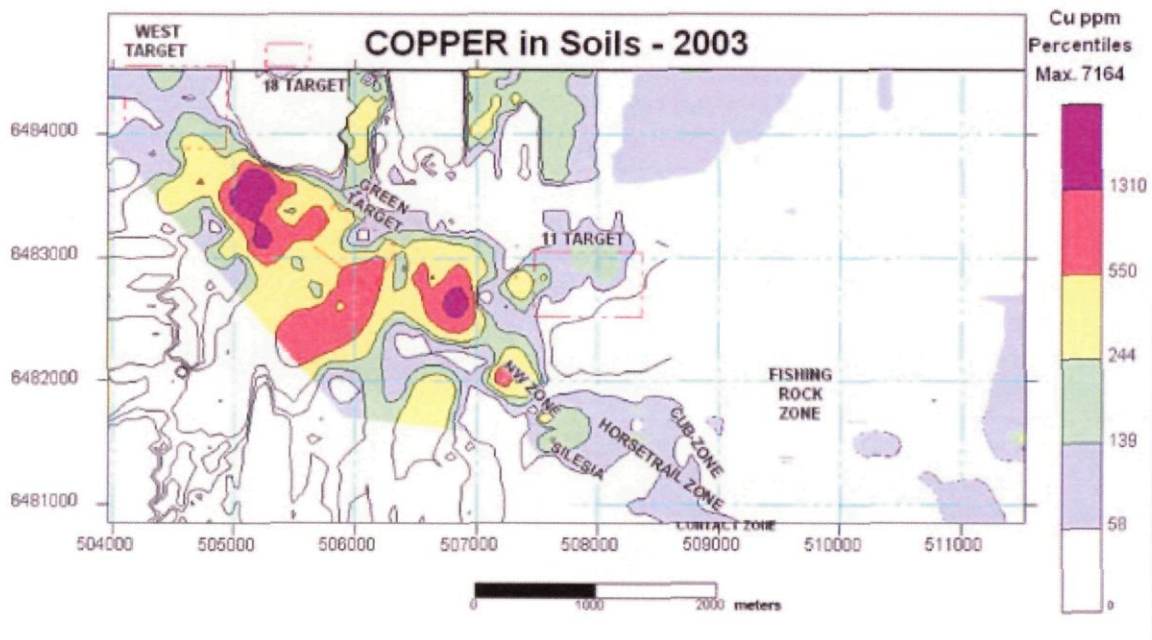 WEST
TARGET
COPPER in Soils - 2003
Cu ppm
Percentiles
Max. 7164
18 TARGET
6484000
GREEN
TARGET
1310
11 TARGET
6483000
550
244
6482000
NW ZONE
FISHING
ROCK
ZONE
CUB-ZONE
HORSETRAIL ZONE
SILESIA
139
6481000
CONTACT ZONE
58
504000 505000 506000 507000 508000 509000 510000 511000
0 1000 2000 meters
0